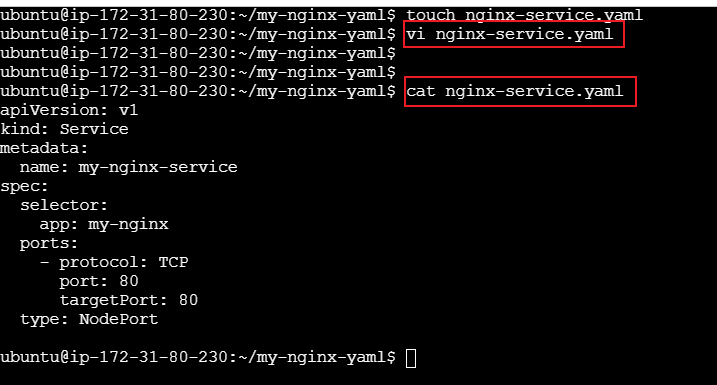 ubuntu@ip-172-31-80-230:~/my-nginx-yaml$ touch nginx-service.yaml
ubuntu@ip-172-31-80-230:~/my-nginx-yaml$ vi nginx-service.yaml
ubuntu@ip-172-31-80-230:~/my-nginx-yaml$
ubuntu@ip-172-31-80-230:~/my-nginx-yaml$
ubuntu@ip-172-31-80-230:~/my-nginx-yaml$ cat nginx-service.yaml
apiVersion: v1
kind: Service
metadata:
  name: my-nginx-service
spec:
  selector:
    app: my-nginx
  ports:
    - protocol: TCP
      port: 80
      targetPort: 80
  type: NodePort
ubuntu@ip-172-31-80-230:~/my-nginx-yaml$